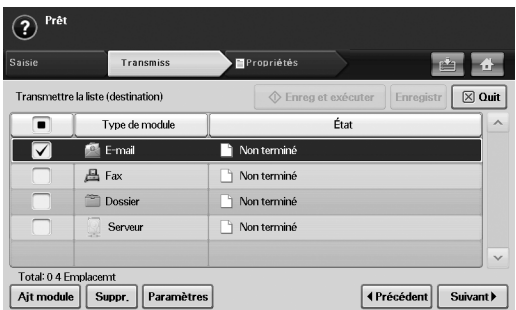 ? Prêt
Saisie Transmiss Propriétés
Transmettre la liste (destination) Enreg et exécuter Enregistr Quit
Type de module État
E-mail Non terminé
Fax Non terminé
Dossier Non terminé
Serveur Non terminé
Total: 0 4 Emplacemt
Ajt module Suppr. Paramètres Précédent Suivant